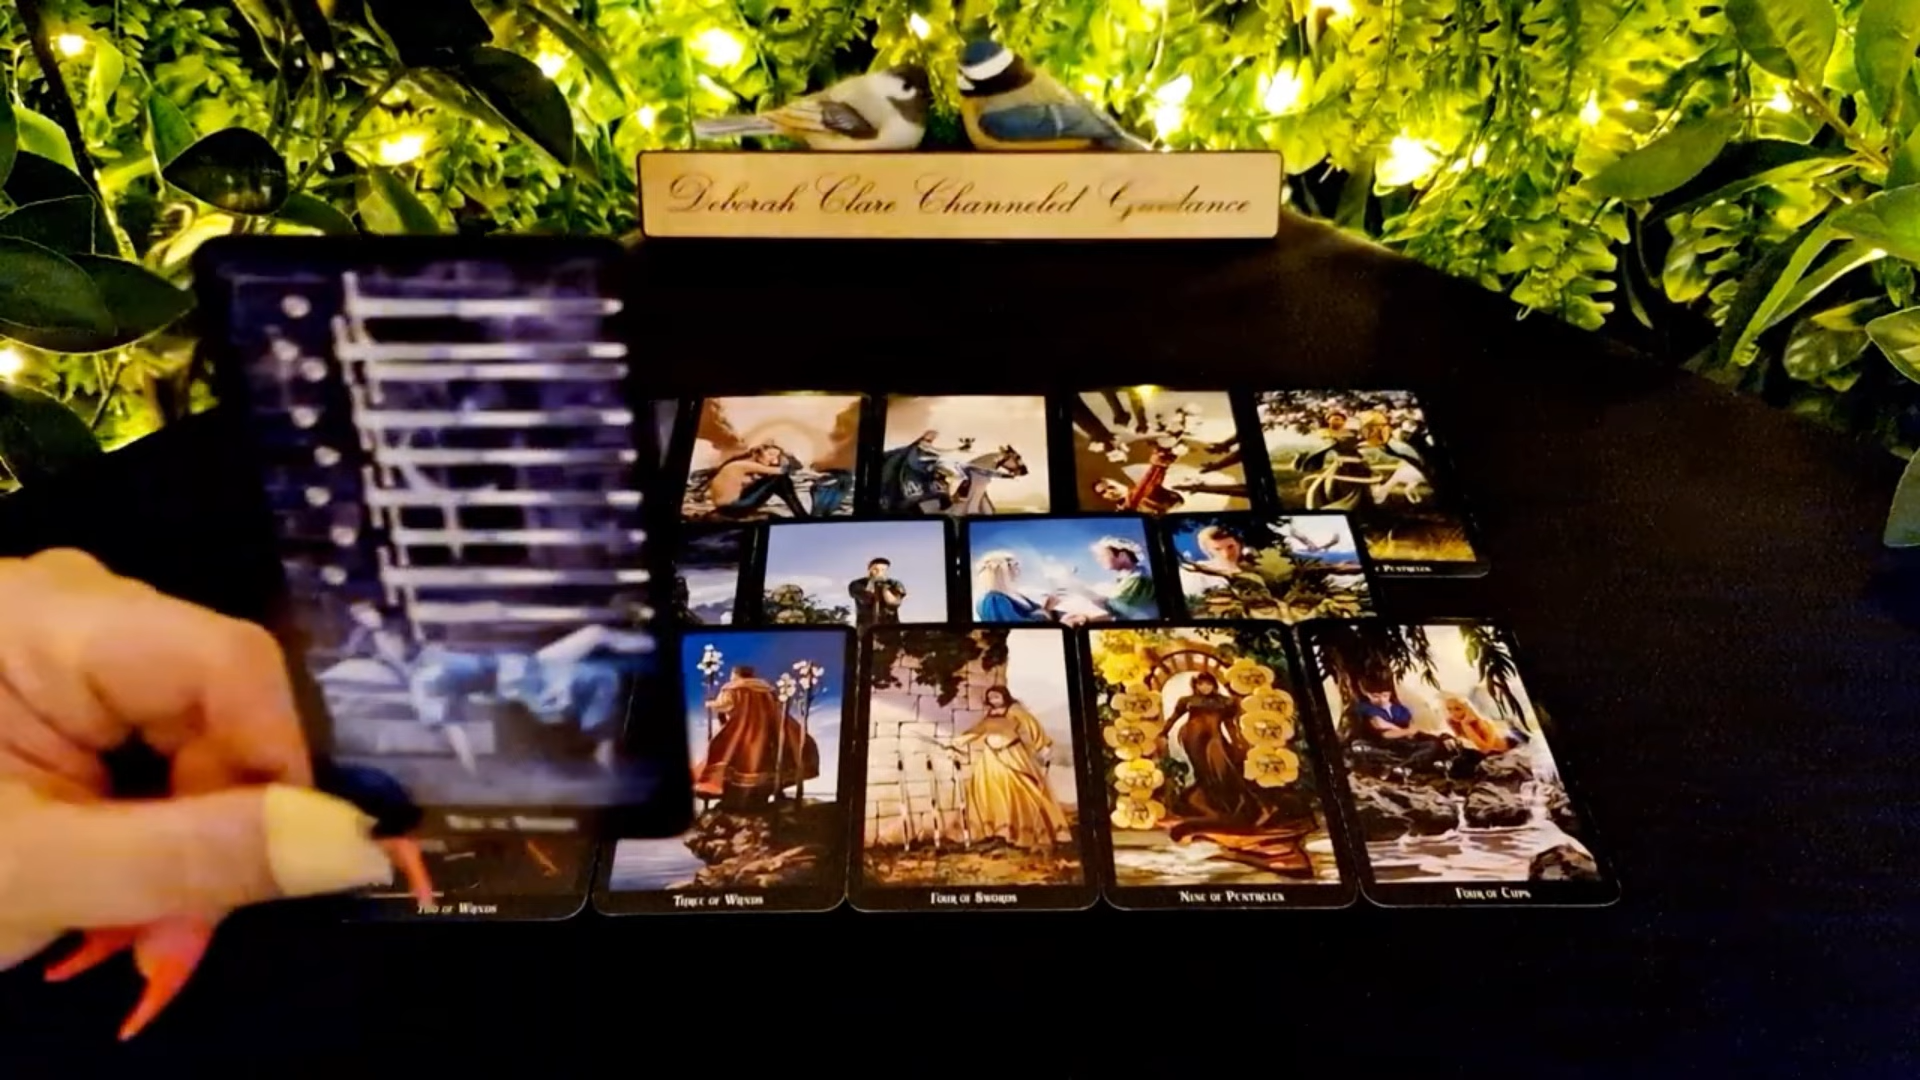 Deborah Clare Channeled Guidance
Pentacles
Two of Wands
Three of Wands
Four of Swords
Nine of Pentacles
Four of Cups